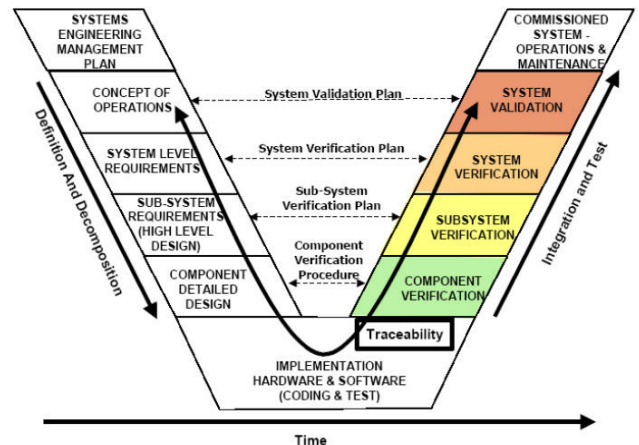 SYSTEMS
ENGINEERING
MANAGEMENT
PLAN
COMMISSIONED
SYSTEM -
OPERATIONS &
MAINTENANCE
CONCEPT OF
OPERATIONS
System Validation Plan
SYSTEM
VALIDATION
SYSTEM LEVEL
REQUIREMENTS
System Verification Plan
SYSTEM
VERIFICATION
SUB-SYSTEM
REQUIREMENTS
(HIGH LEVEL
DESIGN)
Sub-System
Verification Plan
SUBSYSTEM
VERIFICATION
COMPONENT
DETAILED
DESIGN
Component
Verification
Procedure
COMPONENT
VERIFICATION
Definition And Decomposition
Integration and Test
Traceability
IMPLEMENTATION
HARDWARE & SOFTWARE
(CODING & TEST)
Time